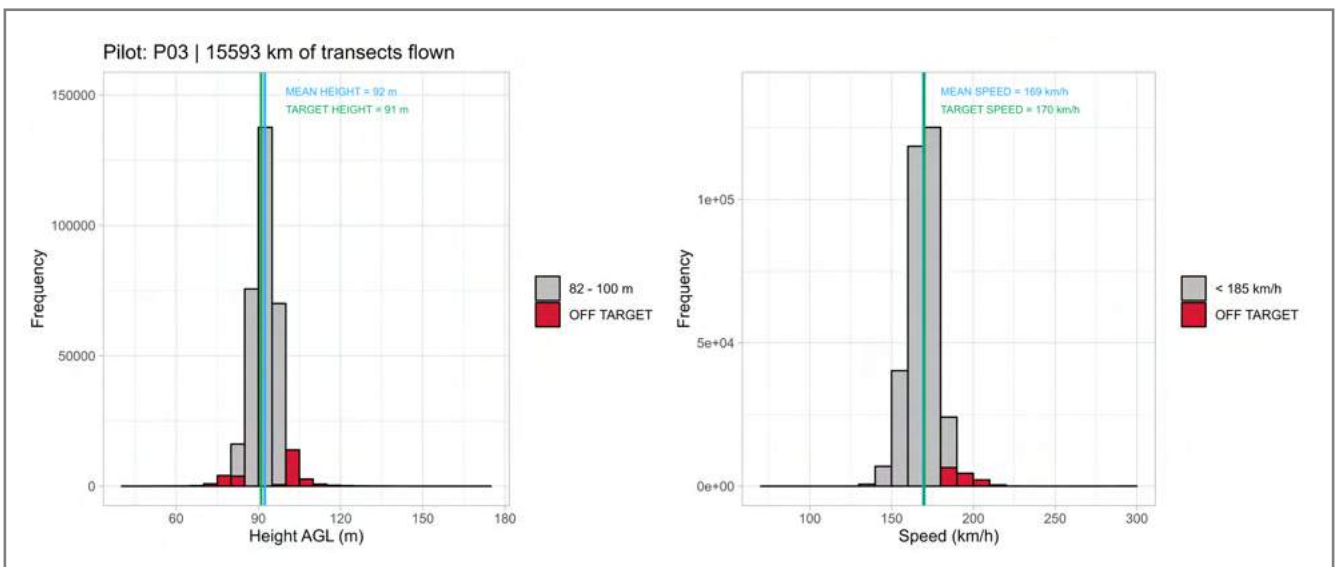 Pilot: P03 | 15593 km of transects flown
MEAN HEIGHT = 92 m
TARGET HEIGHT = 91 m
150000
100000
50000
0
Frequency
60 90 120 150 180
Height AGL (m)
82 - 100 m
OFF TARGET
MEAN SPEED = 169 km/h
TARGET SPEED = 170 km/h
1e+05
5e+04
0e+00
Frequency
100 150 200 250 300
Speed (km/h)
< 185 km/h
OFF TARGET